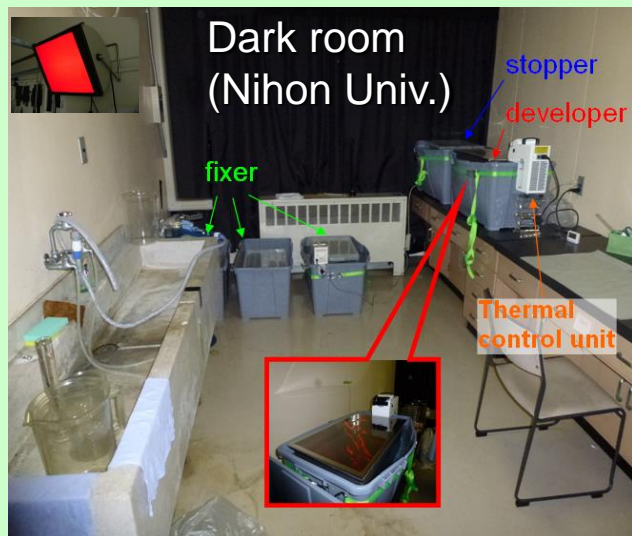 Dark room
(Nihon Univ.)
stopper
developer
fixer
Thermal
control unit